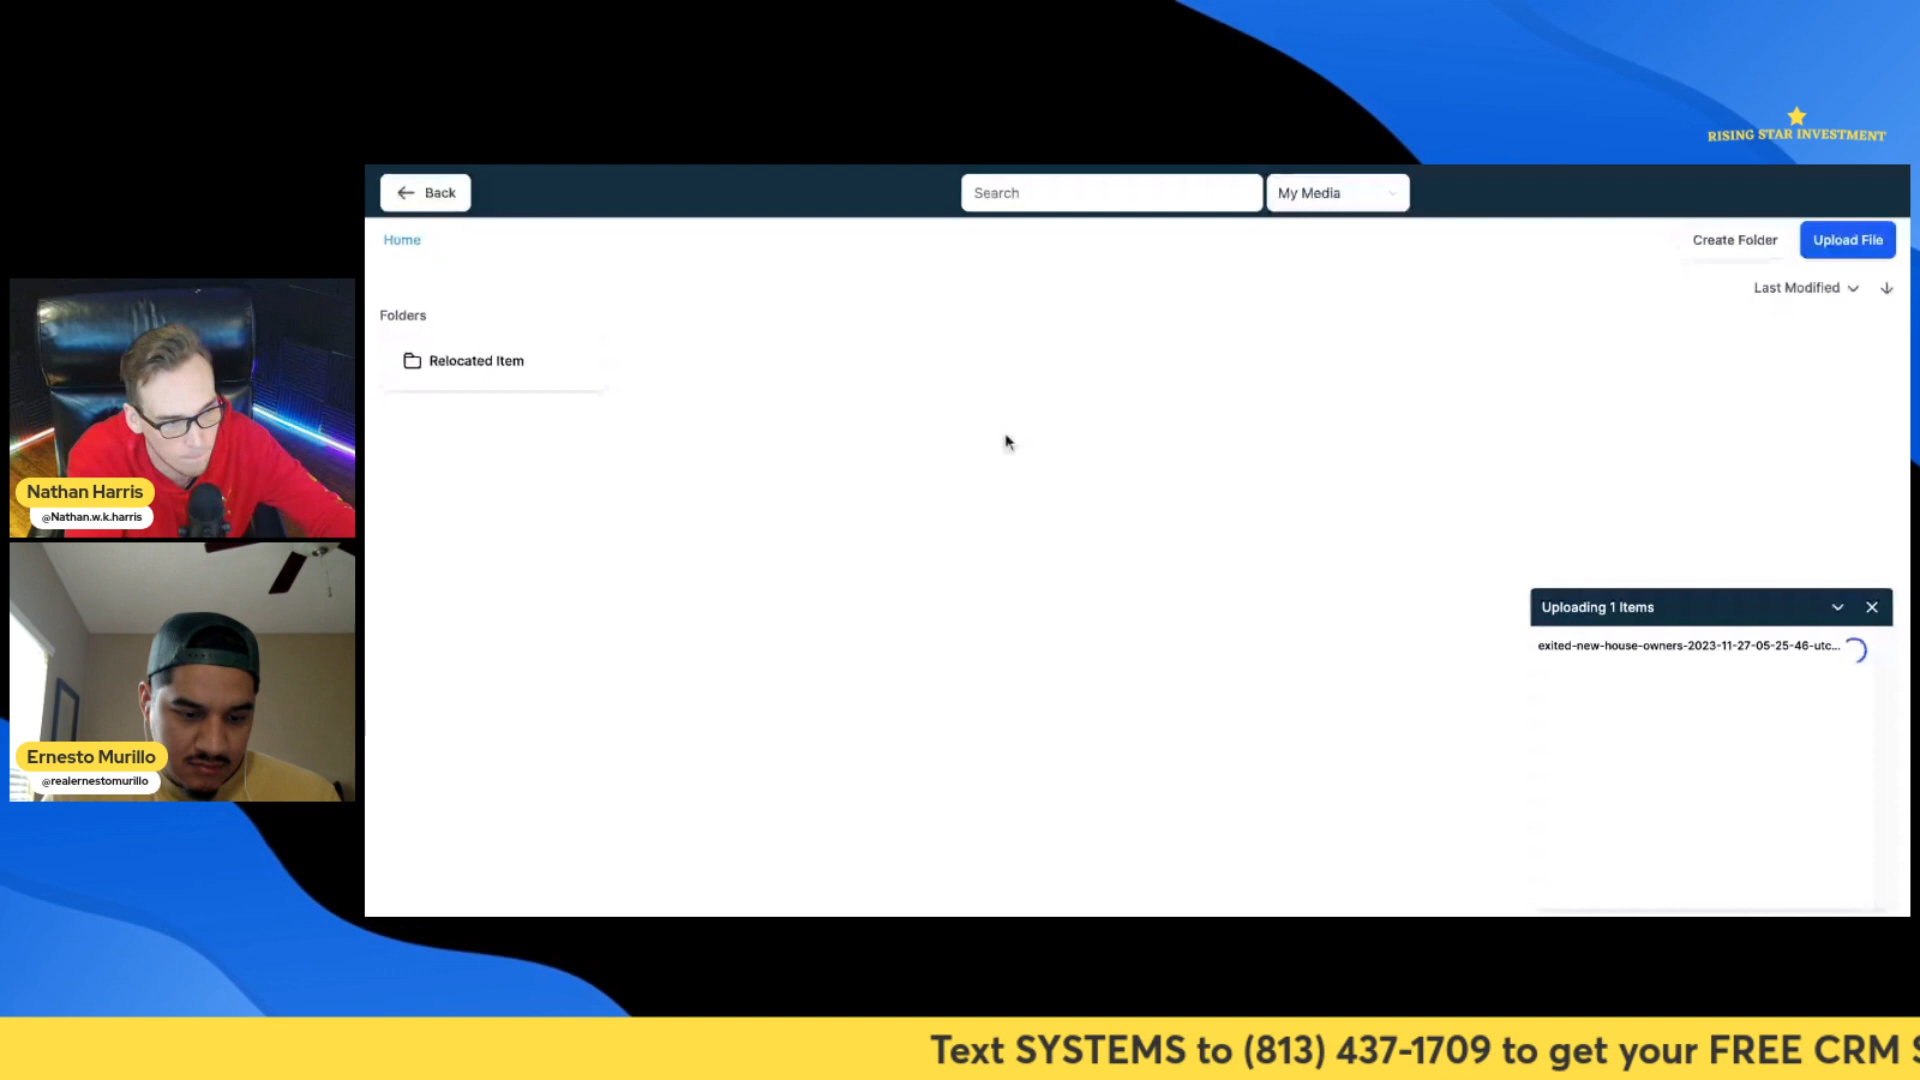 RISING STAR INVESTMENT
Back
Search
My Media
Home
Create Folder
Upload File
Last Modified
Folders
Relocated Item
Nathan Harris
@Nathan.w.k.harris
Uploading 1 Items
exited-new-house-owners-2023-11-27-05-25-46-utc...
Ernesto Murillo
@realernestomurillo
Text SYSTEMS to (813) 437-1709 to get your FREE CRM